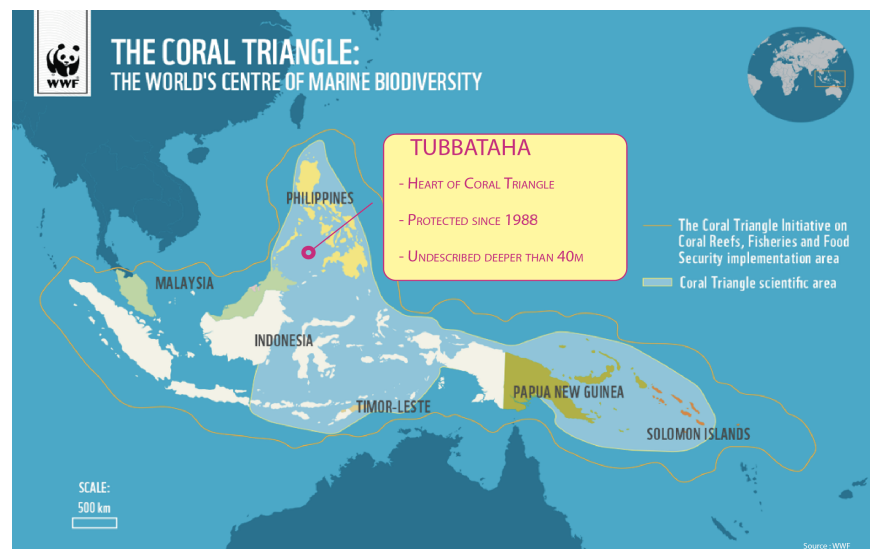 THE CORAL TRIANGLE:
THE WORLD'S CENTRE OF MARINE BIODIVERSITY
WWF
TUBBATAHA
- Heart of Coral Triangle
- Protected since 1988
- Undescribed deeper than 40m
PHILIPPINES
The Coral Triangle Initiative on
Coral Reefs, Fisheries and Food
Security implementation area
Coral Triangle scientific area
MALAYSIA
INDONESIA
PAPUA NEW GUINEA
TIMOR-LESTE
SOLOMON ISLANDS
SCALE:
500 km
Source : WWF